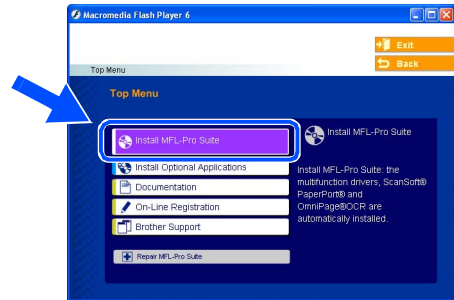 Macromedia Flash Player 6
Exit
Back
Top Menu
Top Menu
Install MFL-Pro Suite
Install Optional Applications
Documentation
On-Line Registration
Brother Support
Repair MFL-Pro Suite
Install MFL-Pro Suite
Install MFL-Pro Suite: the
multifunction drivers, ScanSoft®
PaperPort® and
OmniPage®OCR are
automatically installed.